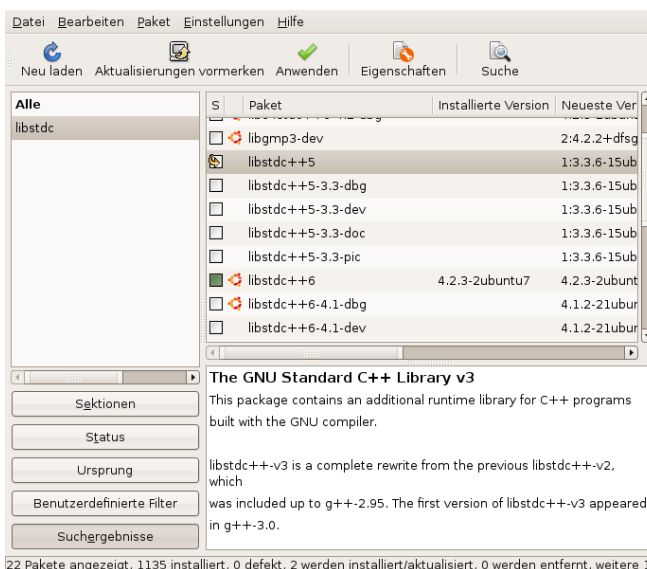 Datei Bearbeiten Paket Einstellungen Hilfe
Neu laden Aktualisierungen vormerken Anwenden Eigenschaften Suche
Alle
libstdc
S Paket Installierte Version Neueste Ver
libgmp3-dev 2:4.2.2+dfsg
libstdc++5 1:3.3.6-15ub
libstdc++5-3.3-dbg 1:3.3.6-15ub
libstdc++5-3.3-dev 1:3.3.6-15ub
libstdc++5-3.3-doc 1:3.3.6-15ub
libstdc++5-3.3-pic 1:3.3.6-15ub
libstdc++6 4.2.3-2ubuntu7 4.2.3-2ubunt
libstdc++6-4.1-dbg 4.1.2-21ubur
libstdc++6-4.1-dev 4.1.2-21ubur
Sektionen
Status
Ursprung
Benutzerdefinierte Filter
Suchergebnisse
The GNU Standard C++ Library v3
This package contains an additional runtime library for C++ programs
built with the GNU compiler.
libstdc++-v3 is a complete rewrite from the previous libstdc++-v2,
which
was included up to g++-2.95. The first version of libstdc++-v3 appeared
in g++-3.0.
22 Pakete angezeigt, 1135 installiert, 0 defekt, 2 werden installiert/aktualisiert, 0 werden entfernt, weitere 1